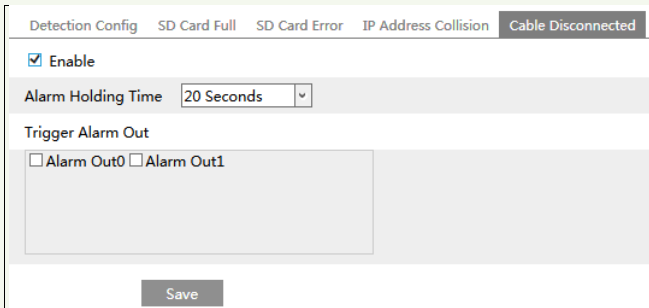 Detection Config SD Card Full SD Card Error IP Address Collision Cable Disconnected
Enable
Alarm Holding Time 20 Seconds
Trigger Alarm Out
Alarm Out0 Alarm Out1
Save